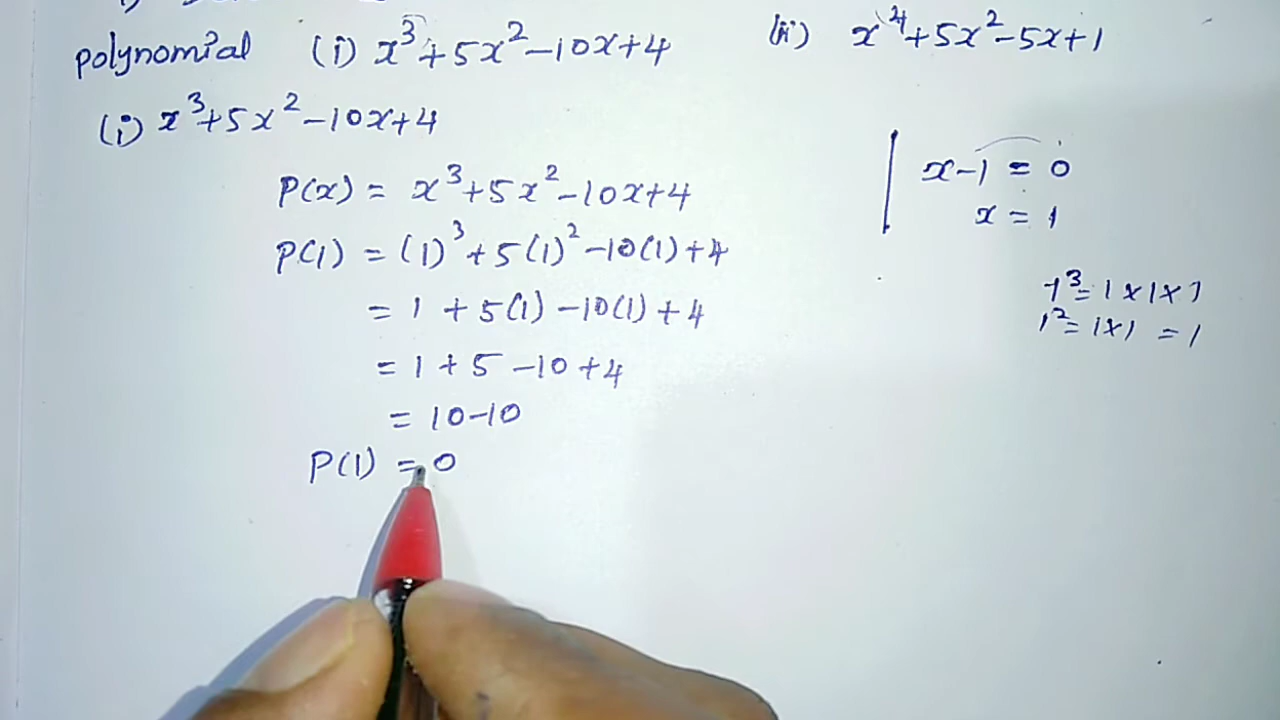 polynomial (i) x³+5x²-10x+4 (ii) x⁴+5x²-5x+1
(i) x³+5x²-10x+4
P(x) = x³+5x²-10x+4
P(1) = (1)³+5(1)²-10(1)+4
= 1+5(1)-10(1)+4
= 1+5-10+4
= 10-10
P(1) = 0
x-1 = 0
x = 1
1³= 1×1×1
1²= 1×1 = 1